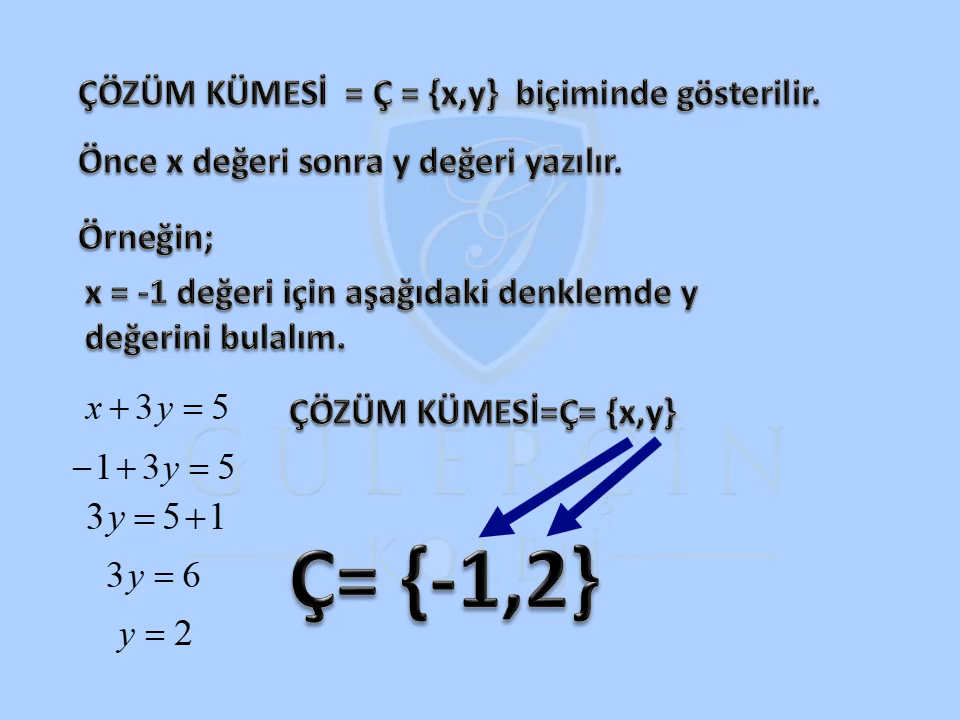 ÇÖZÜM KÜMESİ = Ç = {x,y} biçiminde gösterilir.
Önce x değeri sonra y değeri yazılır.
Örneğin;
x = -1 değeri için aşağıdaki denklemde y
değerini bulalım.
x + 3y = 5
−1 + 3y = 5
3y = 5 + 1
3y = 6
y = 2
ÇÖZÜM KÜMESİ=Ç= {x,y}
Ç= {-1,2}